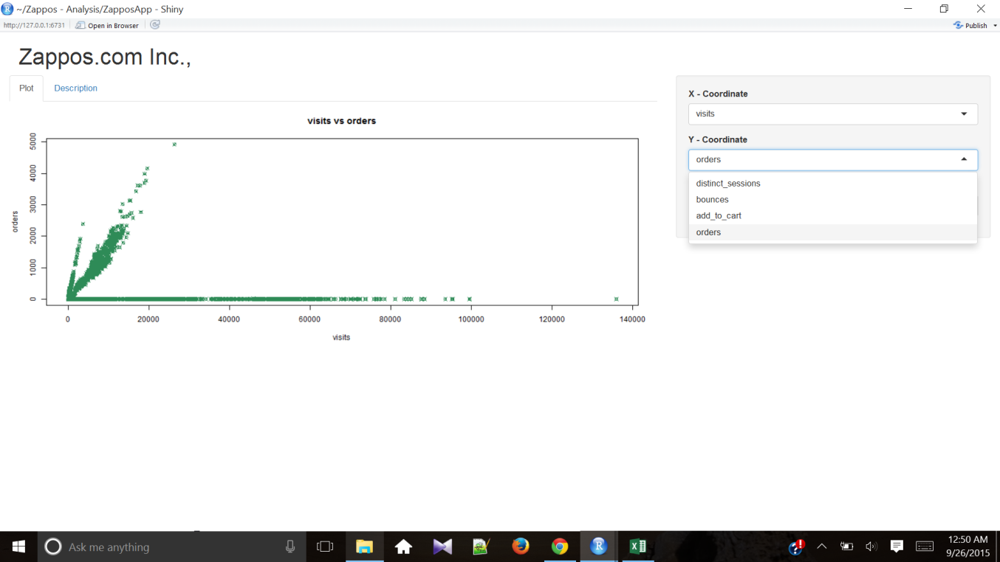 ~/Zappos - Analysis/ZapposApp - Shiny
http://127.0.0.1:6731 Open in Browser Publish
Zappos.com Inc.,
Plot Description
visits vs orders
orders
5000
4000
3000
2000
1000
0
0 20000 40000 60000 80000 100000 120000 140000
visits
X - Coordinate
visits
Y - Coordinate
orders
distinct_sessions
bounces
add_to_cart
orders
Ask me anything
12:50 AM
9/26/2015